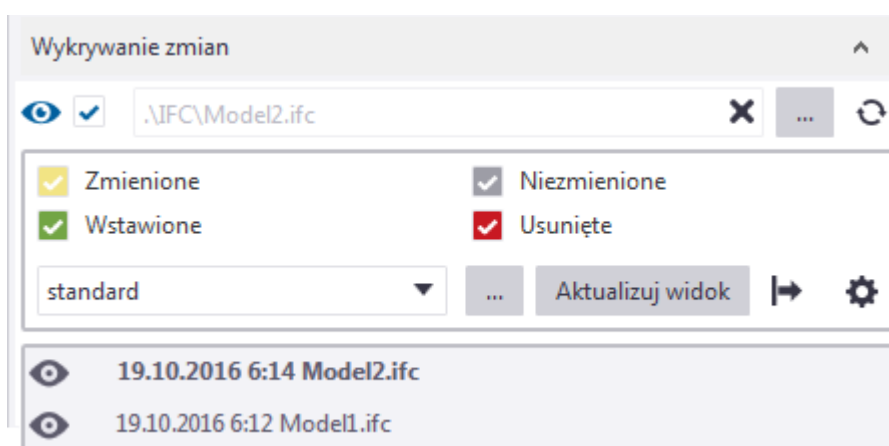 Wykrywanie zmian
.\IFC\Model2.ifc ...
Zmienione Niezmienione
Wstawione Usunięte
standard ... Aktualizuj widok
19.10.2016 6:14 Model2.ifc
19.10.2016 6:12 Model1.ifc